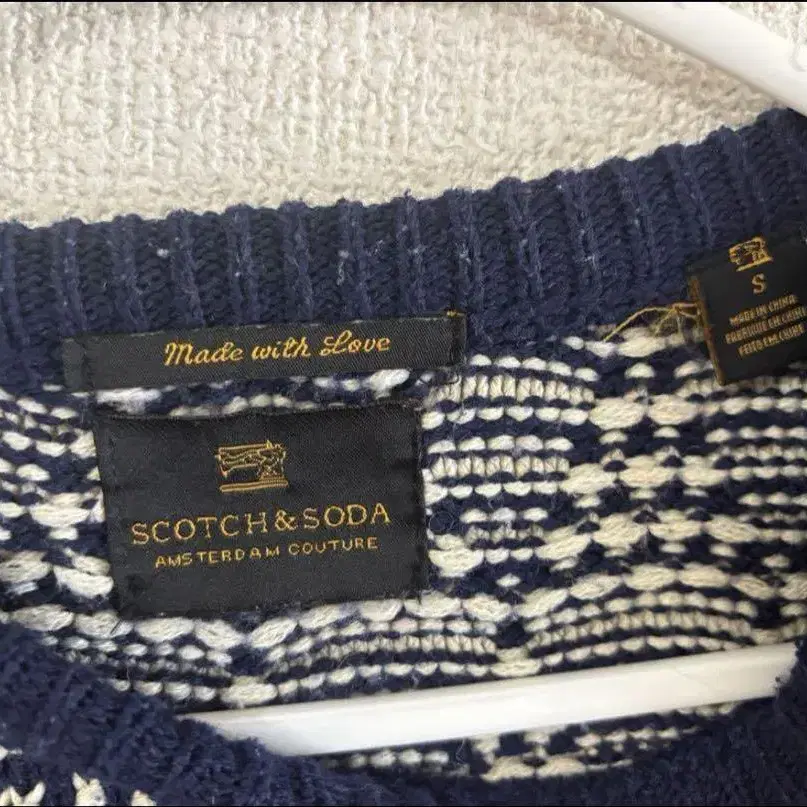 Made with Love
SCOTCH & SODA
AMSTERDAM COUTURE
S
MADE IN CHINA
FABRIQUÉ EN CHINE
FEITO EM CHINA